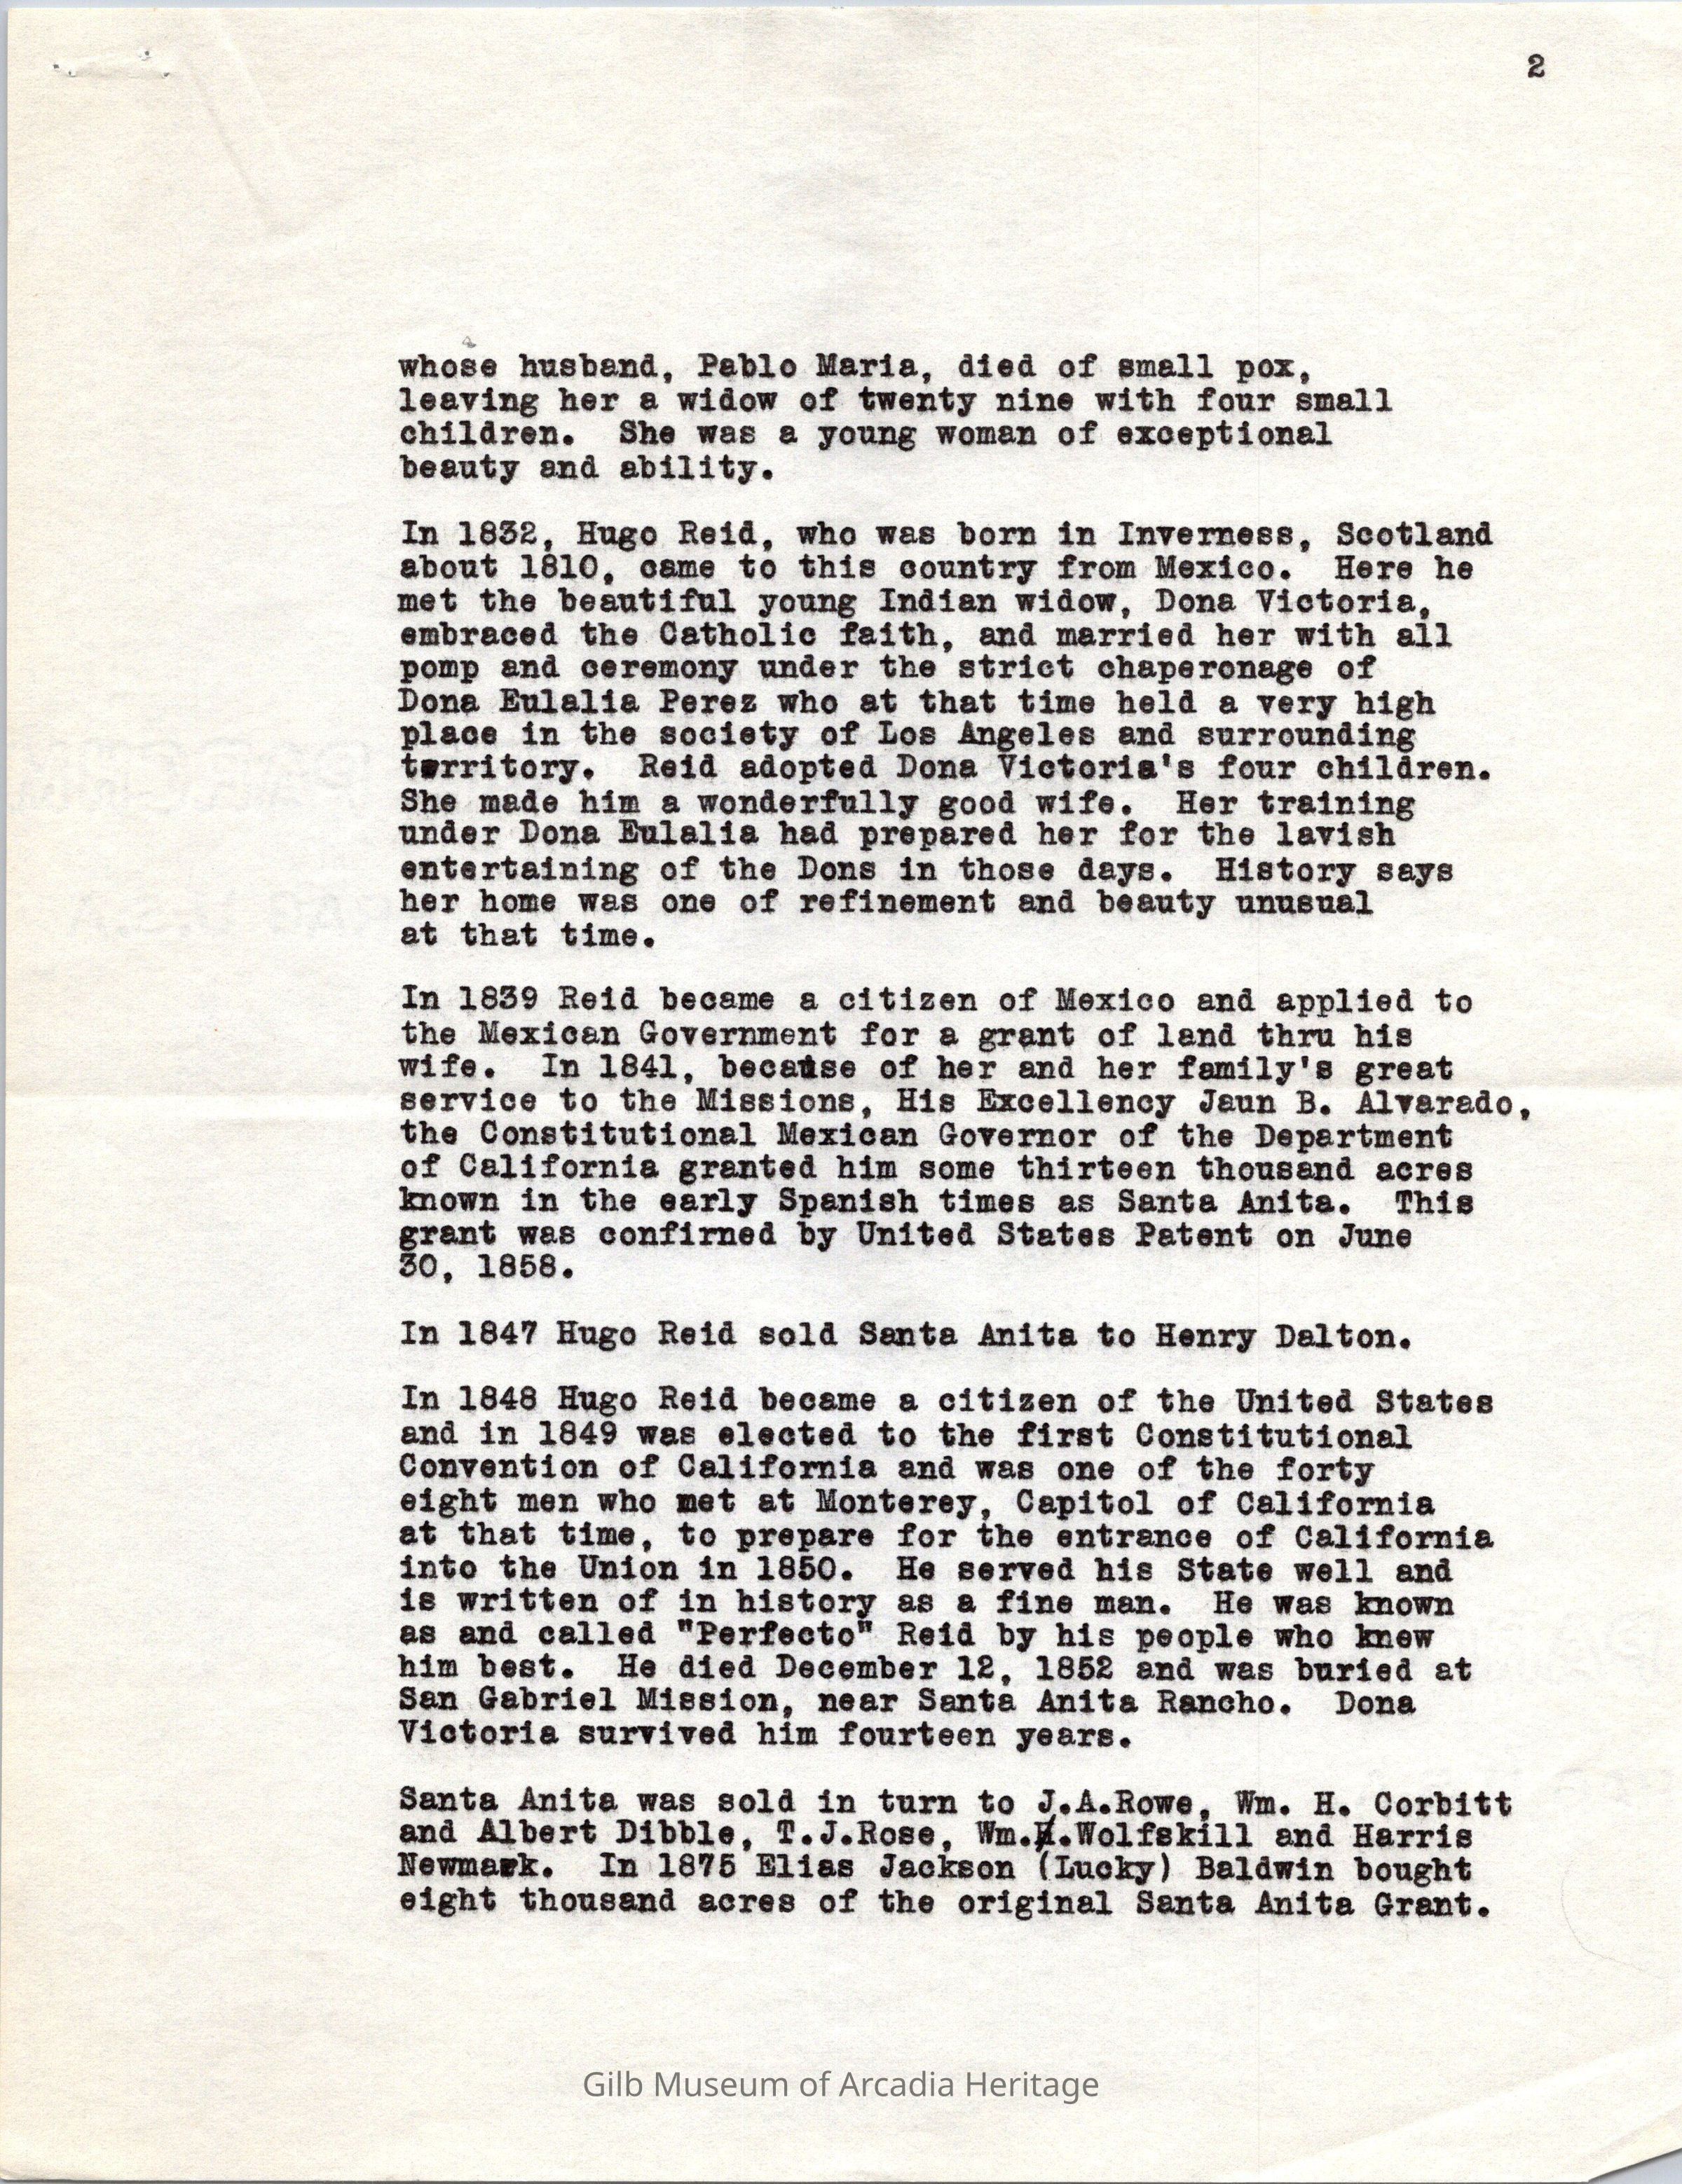 2
whose husband, Pablo Maria, died of small pox,
leaving her a widow of twenty nine with four small
children.  She was a young woman of exceptional
beauty and ability.
In 1832, Hugo Reid, who was born in Inverness, Scotland
about 1810, came to this country from Mexico.  Here he
met the beautiful young Indian widow, Dona Victoria,
embraced the Catholic faith, and married her with all
pomp and ceremony under the strict chaperonage of
Dona Eulalia Perez who at that time held a very high
place in the society of Los Angeles and surrounding
territory.  Reid adopted Dona Victoria's four children.
She made him a wonderfully good wife.  Her training
under Dona Eulalia had prepared her for the lavish
entertaining of the Dons in those days.  History says
her home was one of refinement and beauty unusual
at that time.
In 1839 Reid became a citizen of Mexico and applied to
the Mexican Government for a grant of land thru his
wife.  In 1841, because of her and her family's great
service to the Missions, His Excellency Jaun B. Alvarado,
the Constitutional Mexican Governor of the Department
of California granted him some thirteen thousand acres
known in the early Spanish times as Santa Anita.  This
grant was confirned by United States Patent on June
30, 1858.
In 1847 Hugo Reid sold Santa Anita to Henry Dalton.
In 1848 Hugo Reid became a citizen of the United States
and in 1849 was elected to the first Constitutional
Convention of California and was one of the forty
eight men who met at Monterey, Capitol of California
at that time, to prepare for the entrance of California
into the Union in 1850.  He served his State well and
is written of in history as a fine man.  He was known
as and called "Perfecto" Reid by his people who knew
him best.  He died December 12, 1852 and was buried at
San Gabriel Mission, near Santa Anita Rancho.  Dona
Victoria survived him fourteen years.
Santa Anita was sold in turn to J.A.Rowe, Wm. H. Corbitt
and Albert Dibble, T.J.Rose, Wm.H.Wolfskill and Harris
Newmark.  In 1875 Elias Jackson (Lucky) Baldwin bought
eight thousand acres of the original Santa Anita Grant.
Gilb Museum of Arcadia Heritage